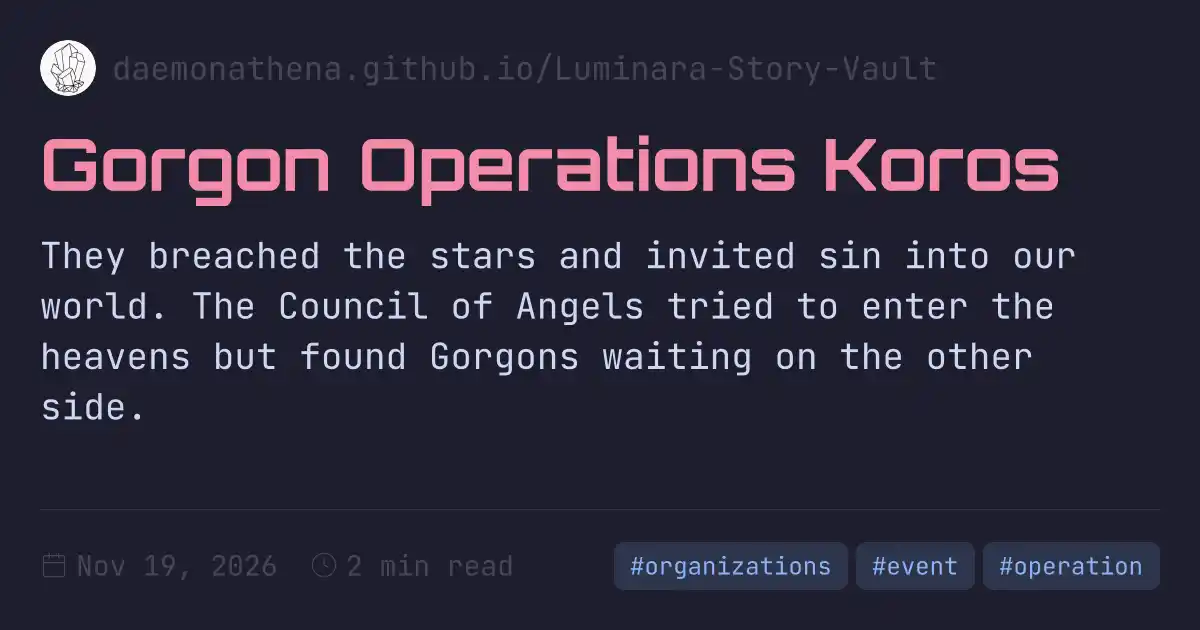 daemonathena.github.io/Luminara-Story-Vault
Gorgon Operations Koros
They breached the stars and invited sin into our
world. The Council of Angels tried to enter the
heavens but found Gorgons waiting on the other
side.
Nov 19, 2026 2 min read #organizations #event #operation